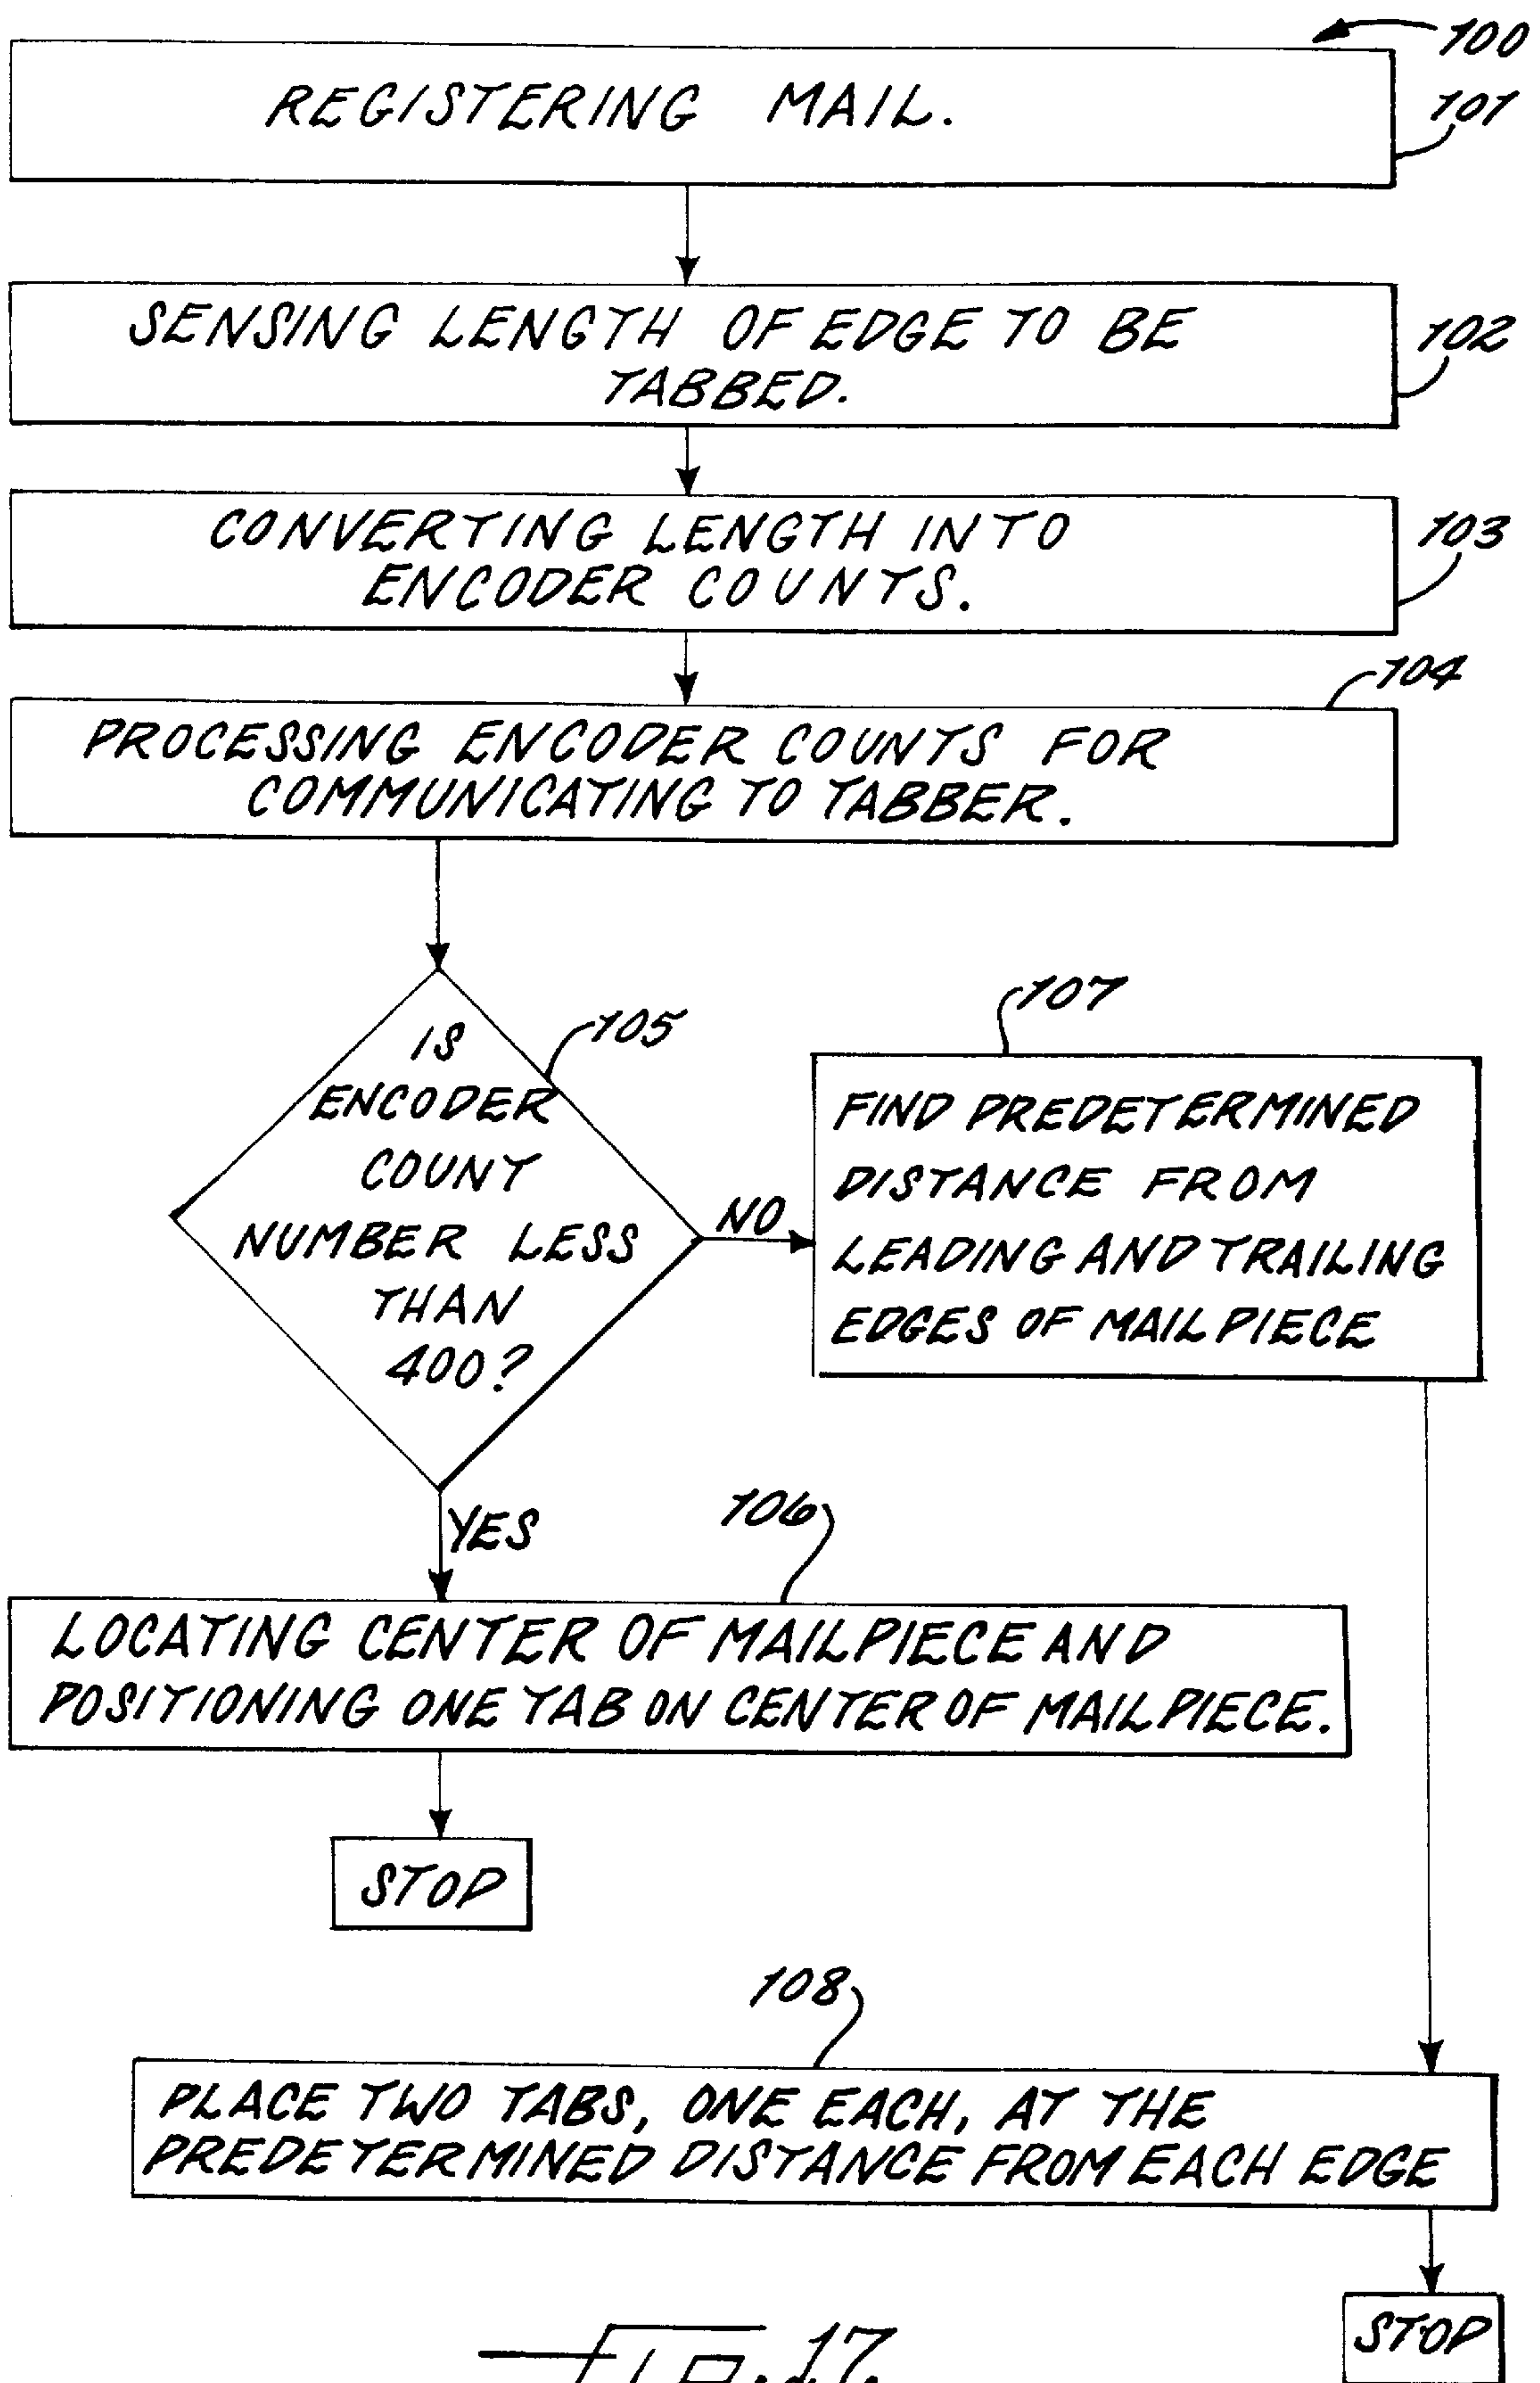 100
REGISTERING MAIL.
101
SENSING LENGTH OF EDGE TO BE
TABBED.
102
CONVERTING LENGTH INTO
ENCODER COUNTS.
103
104
PROCESSING ENCODER COUNTS FOR
COMMUNICATING TO TABBER.
105
IS
ENCODER
COUNT
NUMBER LESS
THAN
400?
NO
107
FIND PREDETERMINED
DISTANCE FROM
LEADING AND TRAILING
EDGES OF MAILPIECE
YES
106
LOCATING CENTER OF MAILPIECE AND
POSITIONING ONE TAB ON CENTER OF MAILPIECE.
STOP
108
PLACE TWO TABS, ONE EACH, AT THE
PREDETERMINED DISTANCE FROM EACH EDGE
STOP
FIG. 17.